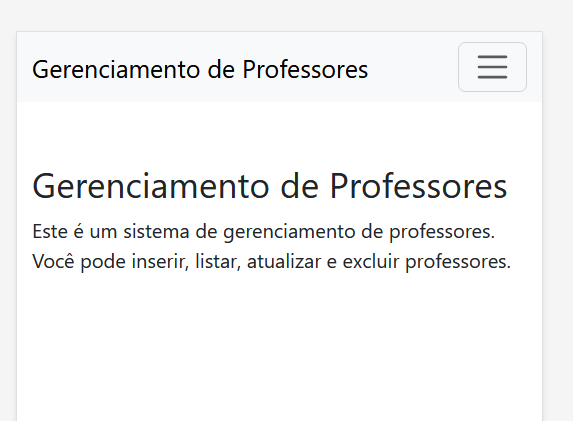 Gerenciamento de Professores
Gerenciamento de Professores
Este é um sistema de gerenciamento de professores.
Você pode inserir, listar, atualizar e excluir professores.